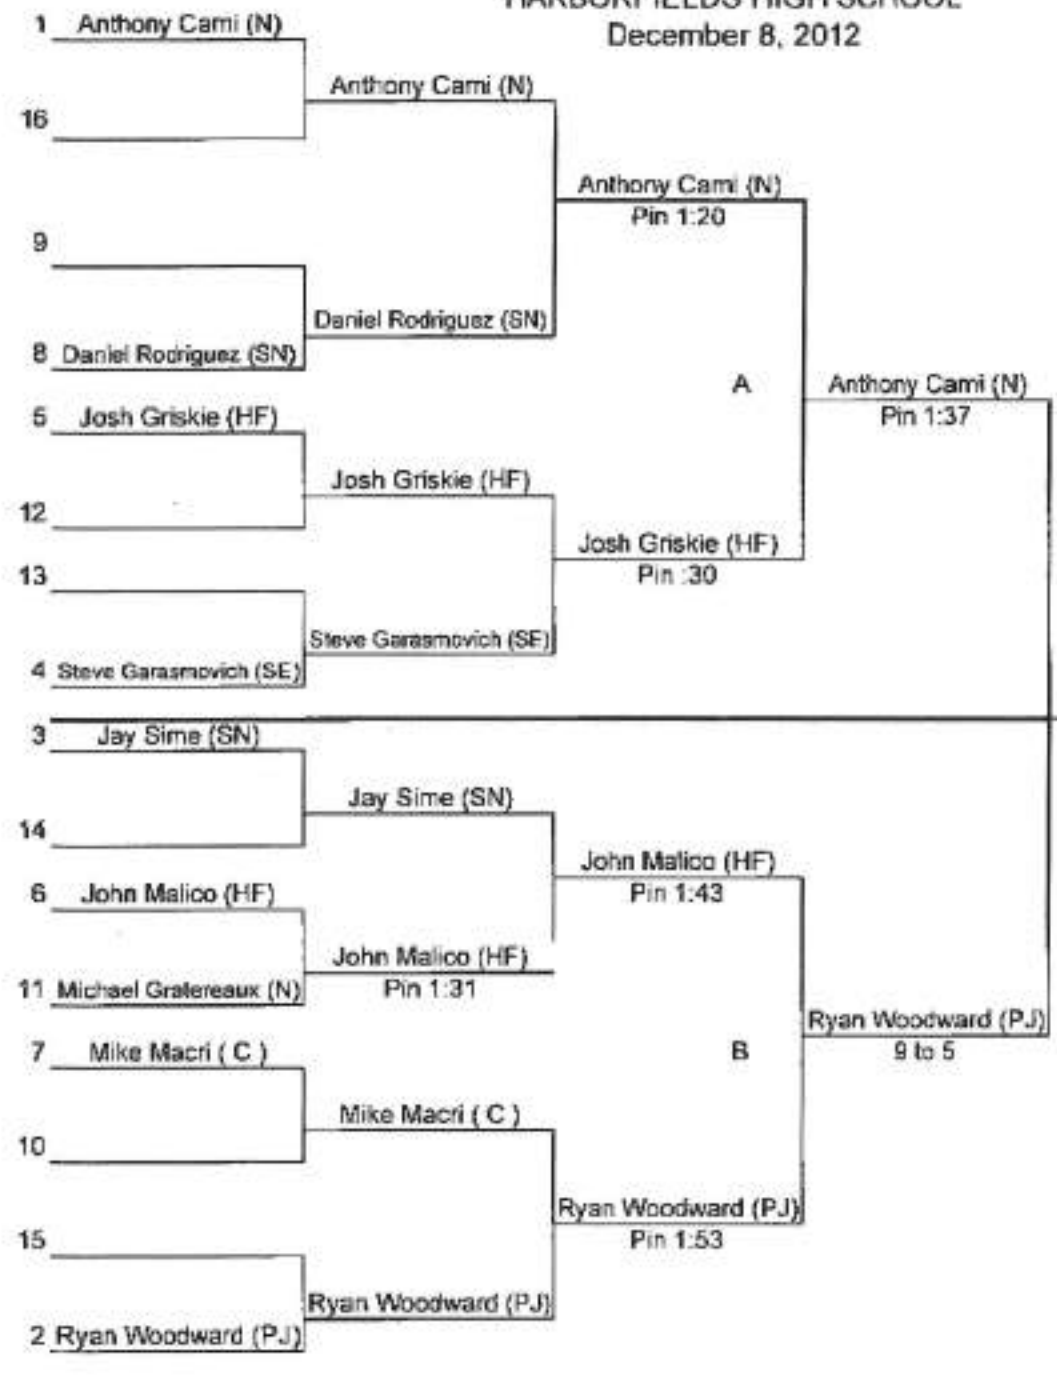 HARBORFIELDS HIGH SCHOOL
December 8, 2012
1 Anthony Cami (N)
Anthony Cami (N)
16
Anthony Cami (N)
Pin 1:20
9
Daniel Rodriguez (SN)
8 Daniel Rodriguez (SN)
A
Anthony Cami (N)
Pin 1:37
5 Josh Griskie (HF)
Josh Griskie (HF)
12
Josh Griskie (HF)
Pin :30
13
Steve Garasmovich (SE)
4 Steve Garasmovich (SE)
3 Jay Sime (SN)
Jay Sime (SN)
14
John Malico (HF)
Pin 1:43
6 John Malico (HF)
John Malico (HF)
Pin 1:31
11 Michael Gratereaux (N)
Ryan Woodward (PJ)
9 to 5
7 Mike Macri ( C )
B
Mike Macri ( C )
10
Ryan Woodward (PJ)
Pin 1:53
15
Ryan Woodward (PJ)
2 Ryan Woodward (PJ)